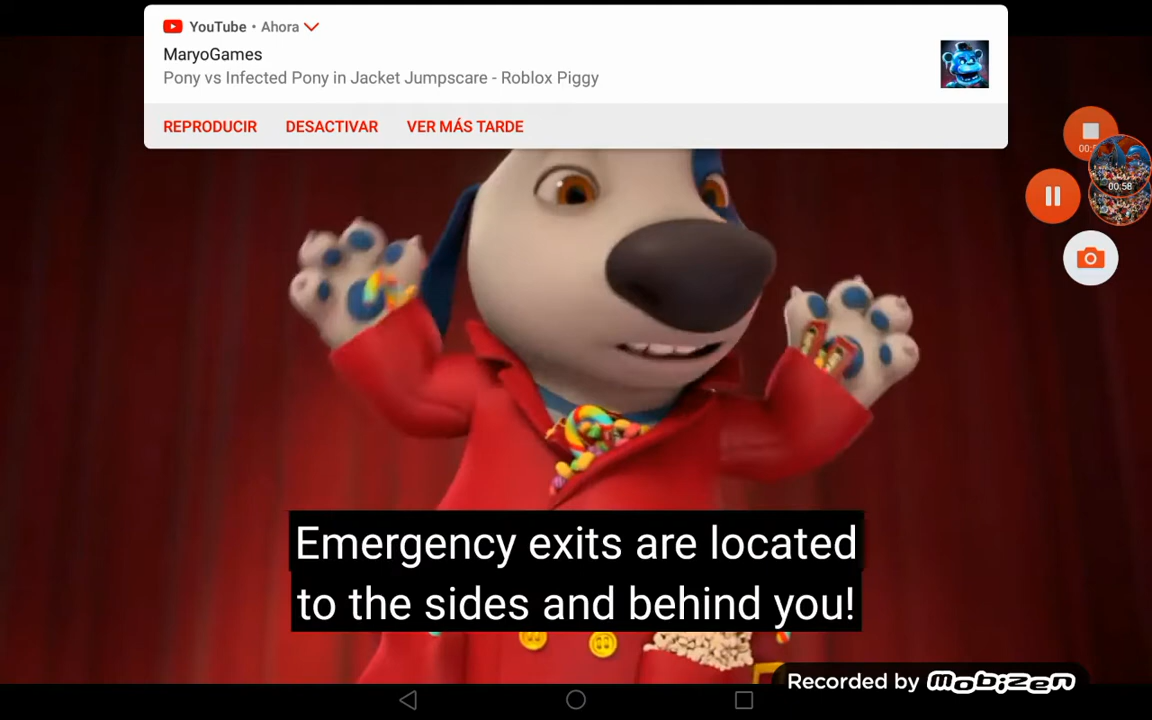 YouTube • Ahora
MaryoGames
Pony vs Infected Pony in Jacket Jumpscare - Roblox Piggy
REPRODUCIR DESACTIVAR VER MÁS TARDE
00:58
Emergency exits are located
to the sides and behind you!
Recorded by mobizen